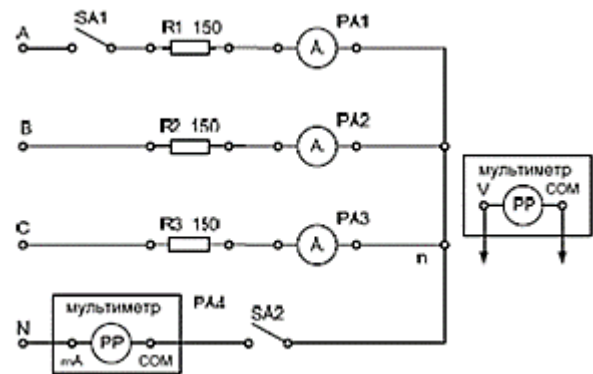 A SA1 R1 150 A PA1
B R2 150 A PA2
мультиметр
V PP COM
C R3 150 A PA3
n
мультиметр PA4 SA2
N PP
mA COM